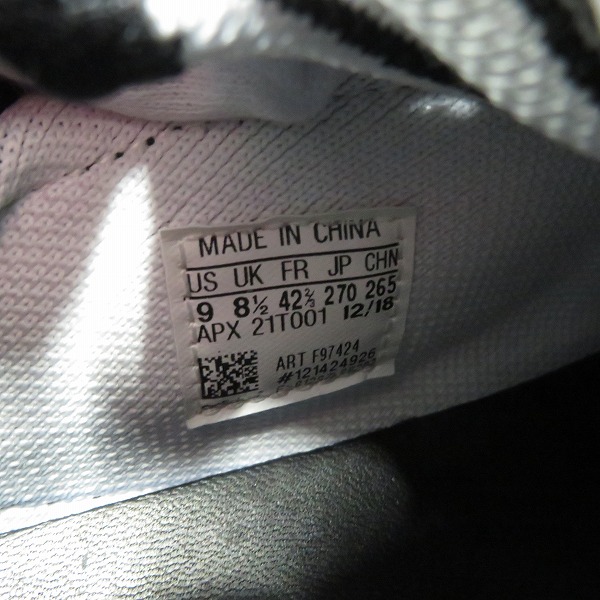 MADE IN CHINA
US UK FR JP CHN
9 8½ 42⅔ 270 265
APX 21T001 12/18
ART F97424
#121424926